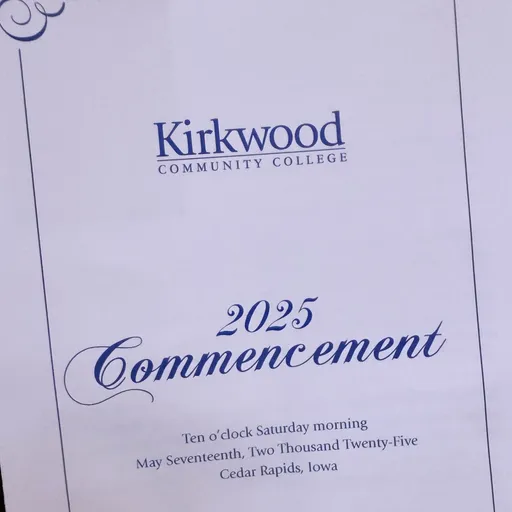 Kirkwood
COMMUNITY COLLEGE
2025
Commencement
Ten o'clock Saturday morning
May Seventeenth, Two Thousand Twenty-Five
Cedar Rapids, Iowa